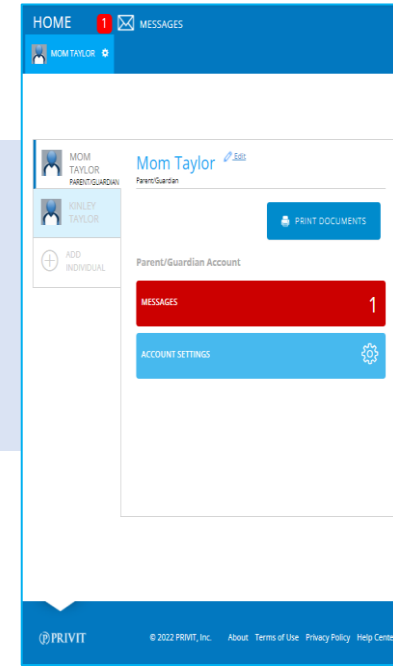 HOME 1 MESSAGES
MOM TAYLOR
MOM
TAYLOR
PARENT/GUARDIAN
KINLEY
TAYLOR
ADD
INDIVIDUAL
Mom Taylor Edit
Parent/Guardian
PRINT DOCUMENTS
Parent/Guardian Account
MESSAGES 1
ACCOUNT SETTINGS
PRIVIT © 2022 PRIVIT, Inc. About Terms of Use Privacy Policy Help Cente